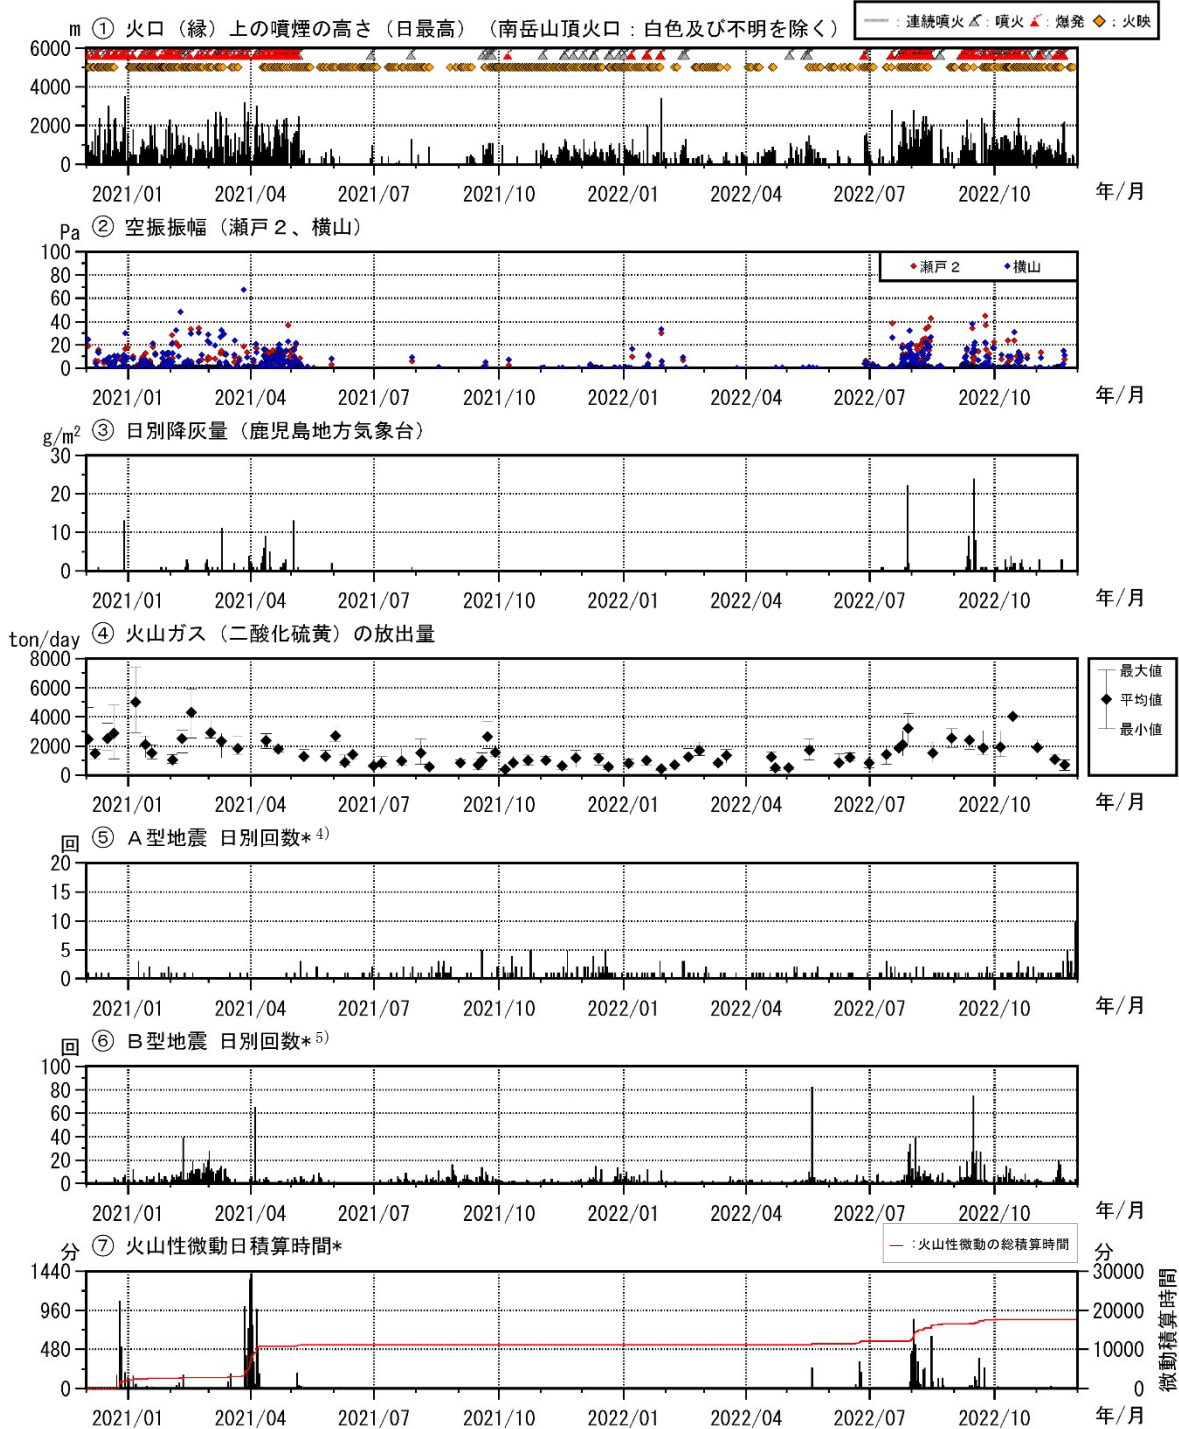 m ① 火口（縁）上の噴煙の高さ（日最高）（南岳山頂火口：白色及び不明を除く）
：連続噴火 ：噴火 ：爆発 ：火映
6000
4000
2000
0
2021/01 2021/04 2021/07 2021/10 2022/01 2022/04 2022/07 2022/10 年/月
Pa ② 空振振幅（瀬戸２、横山）
瀬戸２ 横山
100
80
60
40
20
0
2021/01 2021/04 2021/07 2021/10 2022/01 2022/04 2022/07 2022/10 年/月
g/m² ③ 日別降灰量（鹿児島地方気象台）
30
20
10
0
2021/01 2021/04 2021/07 2021/10 2022/01 2022/04 2022/07 2022/10 年/月
ton/day ④ 火山ガス（二酸化硫黄）の放出量
8000
6000
4000
2000
0
最大値
平均値
最小値
2021/01 2021/04 2021/07 2021/10 2022/01 2022/04 2022/07 2022/10 年/月
回 ⑤ Ａ型地震 日別回数*4)
20
15
10
5
0
2021/01 2021/04 2021/07 2021/10 2022/01 2022/04 2022/07 2022/10 年/月
回 ⑥ Ｂ型地震 日別回数*5)
100
80
60
40
20
0
2021/01 2021/04 2021/07 2021/10 2022/01 2022/04 2022/07 2022/10 年/月
分 ⑦ 火山性微動日積算時間*
：火山性微動の総積算時間 分
1440 30000
960 20000
480 10000
0 0
微動積算時間
2021/01 2021/04 2021/07 2021/10 2022/01 2022/04 2022/07 2022/10 年/月